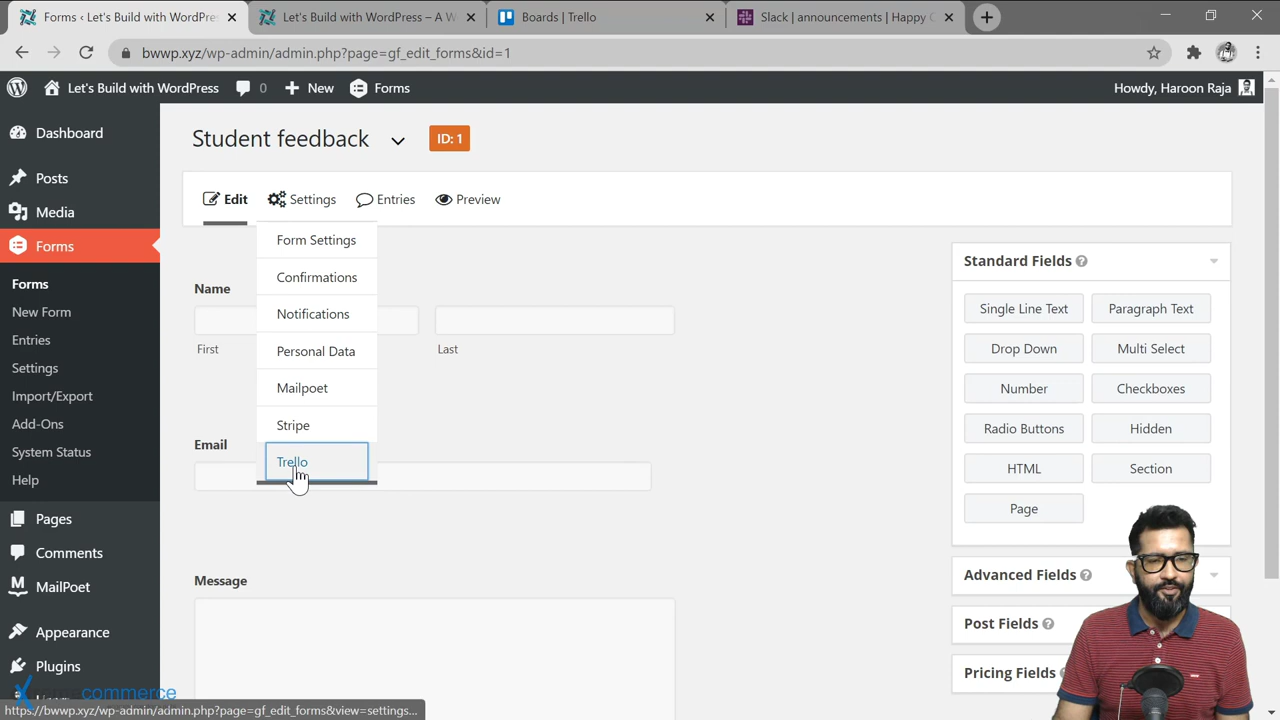 Forms ‹ Let's Build with WordPress
Let's Build with WordPress – A W
Boards | Trello
Slack | announcements | Happy C
bwwp.xyz/wp-admin/admin.php?page=gf_edit_forms&id=1
Let's Build with WordPress
0
New
Forms
Howdy, Haroon Raja
Dashboard
Posts
Media
Forms
Forms
New Form
Entries
Settings
Import/Export
Add-Ons
System Status
Help
Pages
Comments
MailPoet
Appearance
Plugins
Student feedback
ID: 1
Edit
Settings
Entries
Preview
Form Settings
Confirmations
Notifications
Personal Data
Mailpoet
Stripe
Trello
Name
First
Last
Email
Message
Standard Fields
Single Line Text
Paragraph Text
Drop Down
Multi Select
Number
Checkboxes
Radio Buttons
Hidden
HTML
Section
Page
Advanced Fields
Post Fields
Pricing Fields
commerce
https://bwwp.xyz/wp-admin/admin.php?page=gf_edit_forms&view=settings...